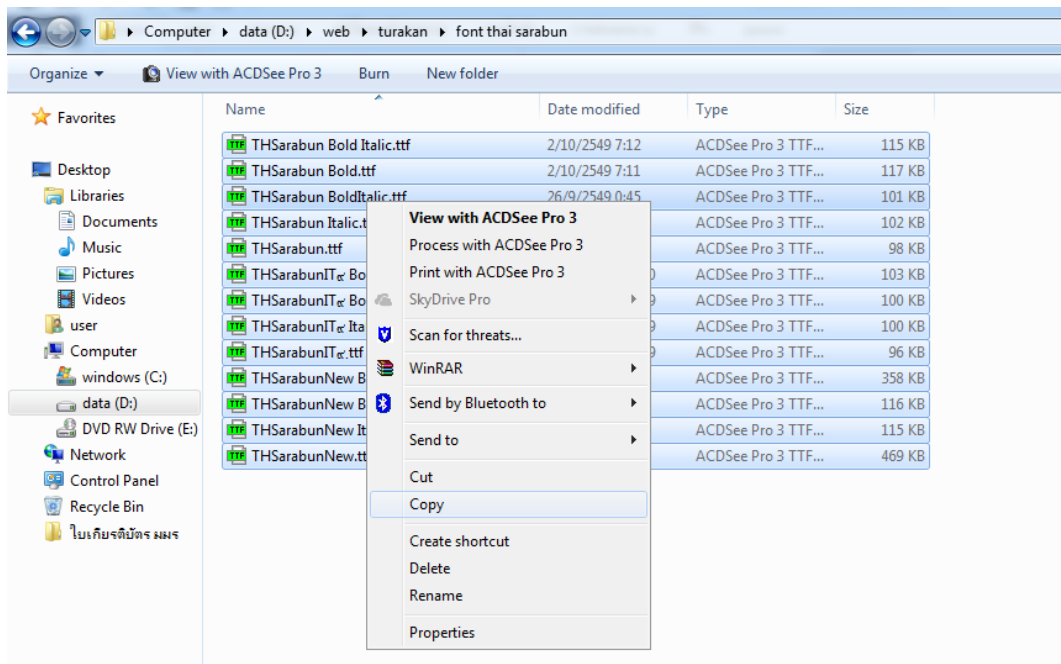 Computer ▸ data (D:) ▸ web ▸ turakan ▸ font thai sarabun
Organize View with ACDSee Pro 3 Burn New folder
Favorites
Desktop
Libraries
Documents
Music
Pictures
Videos
user
Computer
windows (C:)
data (D:)
DVD RW Drive (E:)
Network
Control Panel
Recycle Bin
ใบเกียรติบัตร มมร
Name Date modified Type Size
THSarabun Bold Italic.ttf 2/10/2549 7:12 ACDSee Pro 3 TTF... 115 KB
THSarabun Bold.ttf 2/10/2549 7:11 ACDSee Pro 3 TTF... 117 KB
THSarabun BoldItalic.ttf 26/9/2549 0:45 ACDSee Pro 3 TTF... 101 KB
THSarabun Italic.t ACDSee Pro 3 TTF... 102 KB
THSarabun.ttf ACDSee Pro 3 TTF... 98 KB
THSarabunIT๙ Bo ACDSee Pro 3 TTF... 103 KB
THSarabunIT๙ Bo 9 ACDSee Pro 3 TTF... 100 KB
THSarabunIT๙ Ita 9 ACDSee Pro 3 TTF... 100 KB
THSarabunIT๙.ttf 9 ACDSee Pro 3 TTF... 96 KB
THSarabunNew B ACDSee Pro 3 TTF... 358 KB
THSarabunNew B ACDSee Pro 3 TTF... 116 KB
THSarabunNew It ACDSee Pro 3 TTF... 115 KB
THSarabunNew.tt ACDSee Pro 3 TTF... 469 KB
View with ACDSee Pro 3
Process with ACDSee Pro 3
Print with ACDSee Pro 3
SkyDrive Pro
Scan for threats...
WinRAR
Send by Bluetooth to
Send to
Cut
Copy
Create shortcut
Delete
Rename
Properties